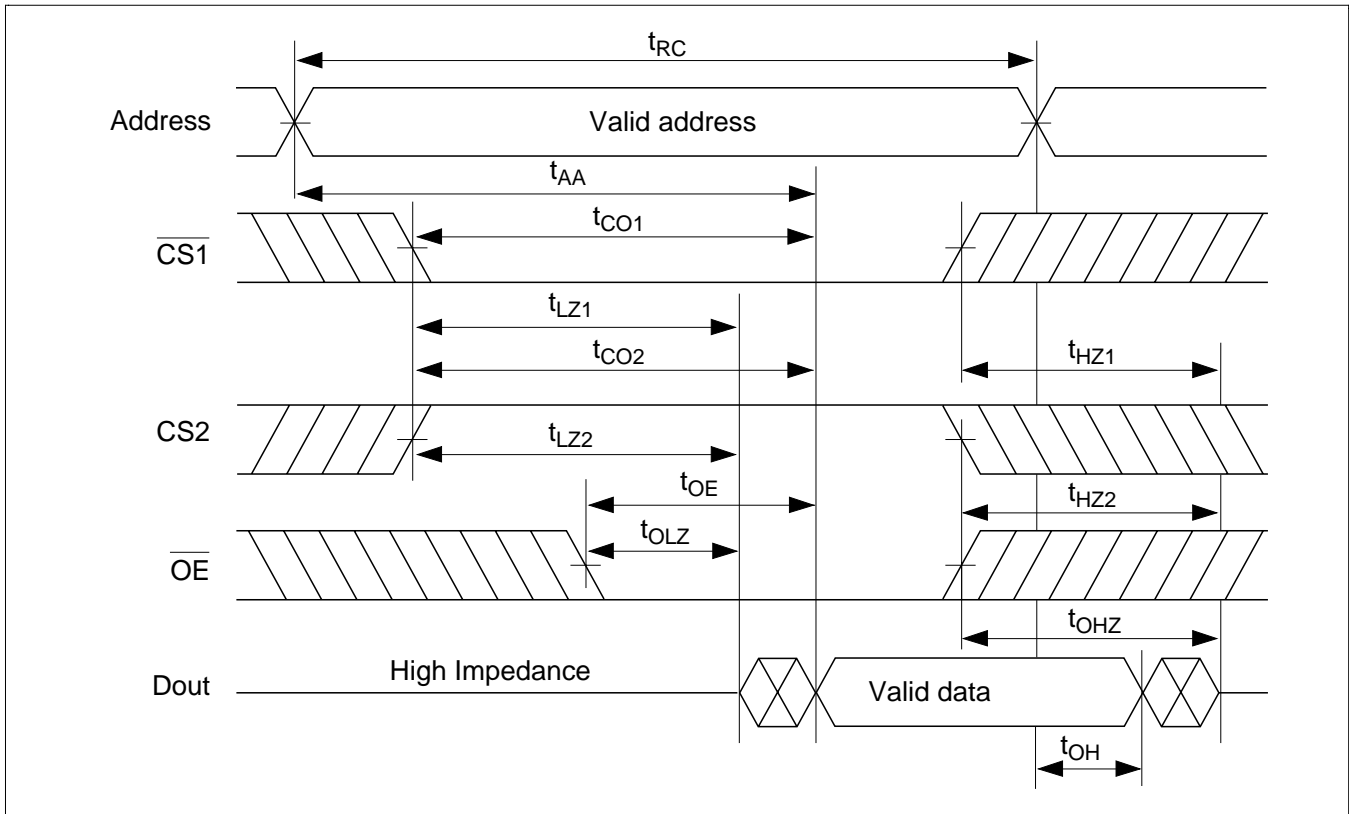 tRC
Address
Valid address
tAA
CS1
tCO1
tLZ1
tCO2
tHZ1
CS2
tLZ2
tOE
tHZ2
OE
tOLZ
tOHZ
Dout
High Impedance
Valid data
tOH